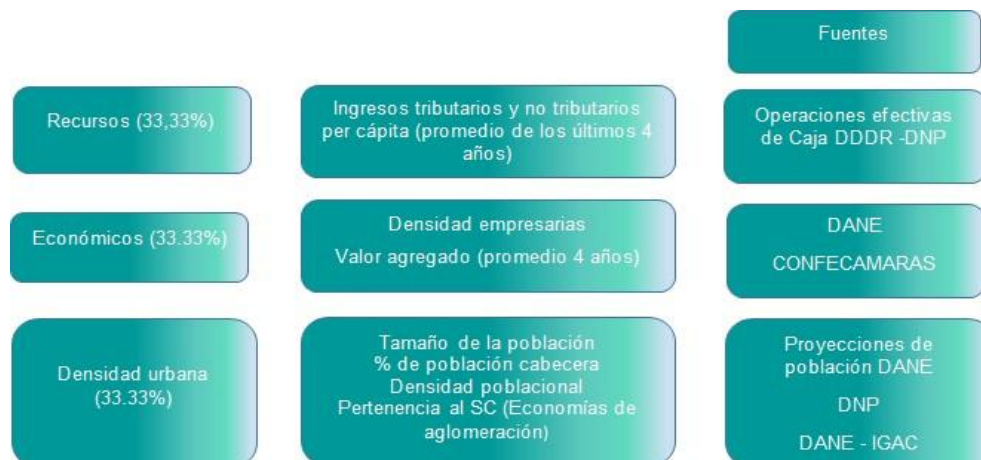 Fuentes
Recursos (33,33%)
Ingresos tributarios y no tributarios
per cápita (promedio de los últimos 4
años)
Operaciones efectivas
de Caja DDDR -DNP
Económicos (33.33%)
Densidad empresarias
Valor agregado (promedio 4 años)
DANE
CONFECAMARAS
Densidad urbana
(33.33%)
Tamaño de la población
% de población cabecera
Densidad poblacional
Pertenencia al SC (Economías de
aglomeración)
Proyecciones de
población DANE
DNP
DANE - IGAC